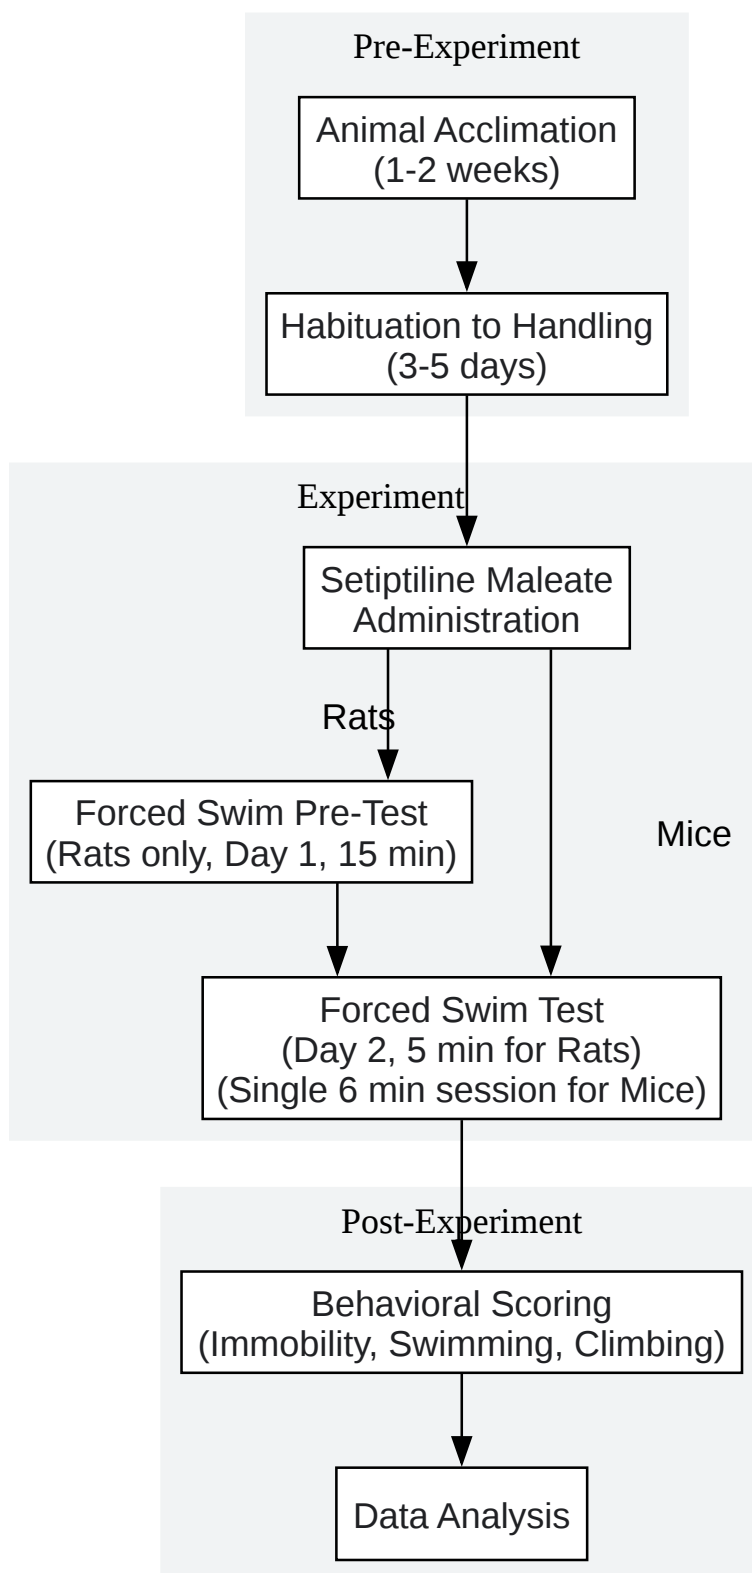 Pre-Experiment
Animal Acclimation
(1-2 weeks)
Habituation to Handling
(3-5 days)
Experiment
Setiptiline Maleate
Administration
Rats
Forced Swim Pre-Test
(Rats only, Day 1, 15 min)
Mice
Forced Swim Test
(Day 2, 5 min for Rats)
(Single 6 min session for Mice)
Post-Experiment
Behavioral Scoring
(Immobility, Swimming, Climbing)
Data Analysis